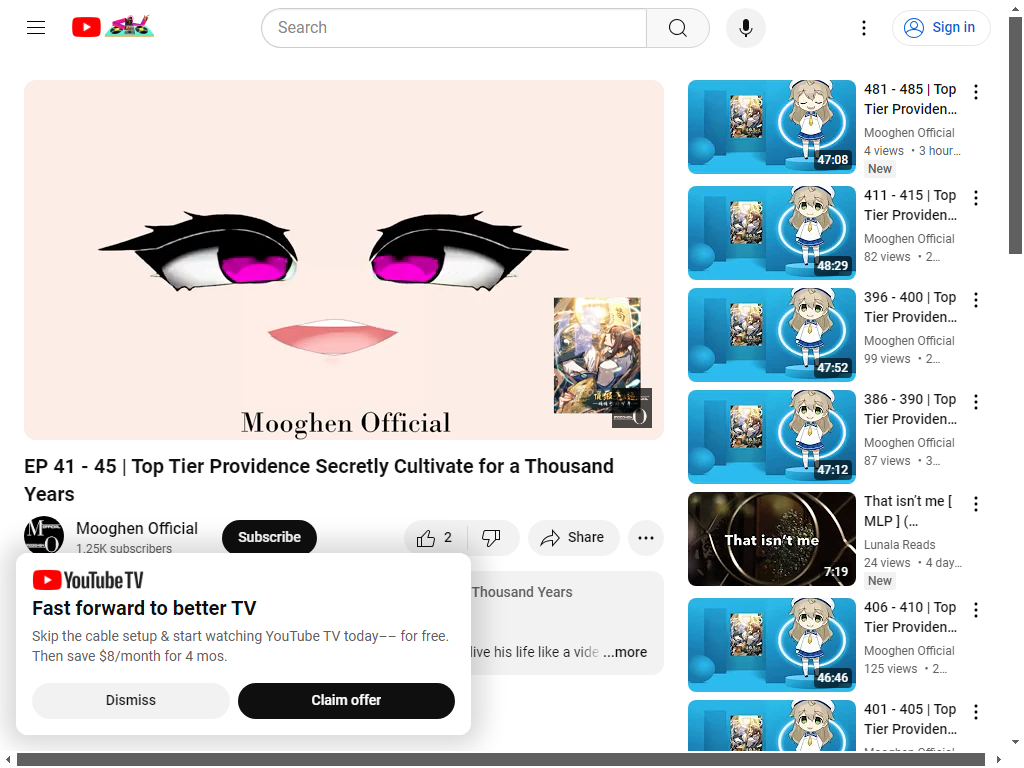 Search
Sign in
Mooghen Official
EP 41 - 45 | Top Tier Providence Secretly Cultivate for a Thousand
Years
Mooghen Official
1.25K subscribers
Subscribe
2
Share
Thousand Years
live his life like a vide ...more
YouTube TV
Fast forward to better TV
Skip the cable setup & start watching YouTube TV today–– for free.
Then save $8/month for 4 mos.
Dismiss
Claim offer
47:08
481 - 485 | Top
Tier Providen...
Mooghen Official
4 views • 3 hour...
New
48:29
411 - 415 | Top
Tier Providen...
Mooghen Official
82 views • 2...
47:52
396 - 400 | Top
Tier Providen...
Mooghen Official
99 views • 2...
47:12
386 - 390 | Top
Tier Providen...
Mooghen Official
87 views • 3...
That isn't me
7:19
That isn’t me [
MLP ] (...
Lunala Reads
24 views • 4 day...
New
46:46
406 - 410 | Top
Tier Providen...
Mooghen Official
125 views • 2...
401 - 405 | Top
Tier Providen...
Mooghen Official